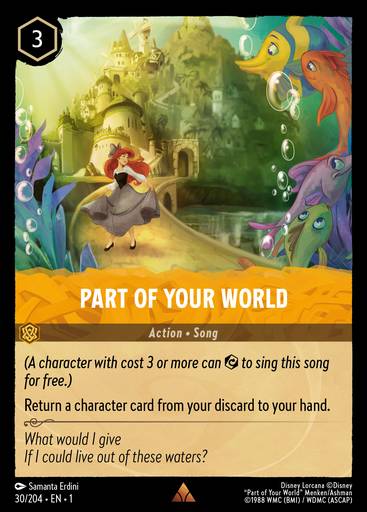 3
PART OF YOUR WORLD
Action • Song
(A character with cost 3 or more can to sing this song
for free.)
Return a character card from your discard to your hand.
What would I give
If I could live out of these waters?
Samanta Erdini
30/204 • EN • 1
Disney Lorcana ©Disney
"Part of Your World" Menken/Ashman
©1988 WMC (BMI) / WDMC (ASCAP)